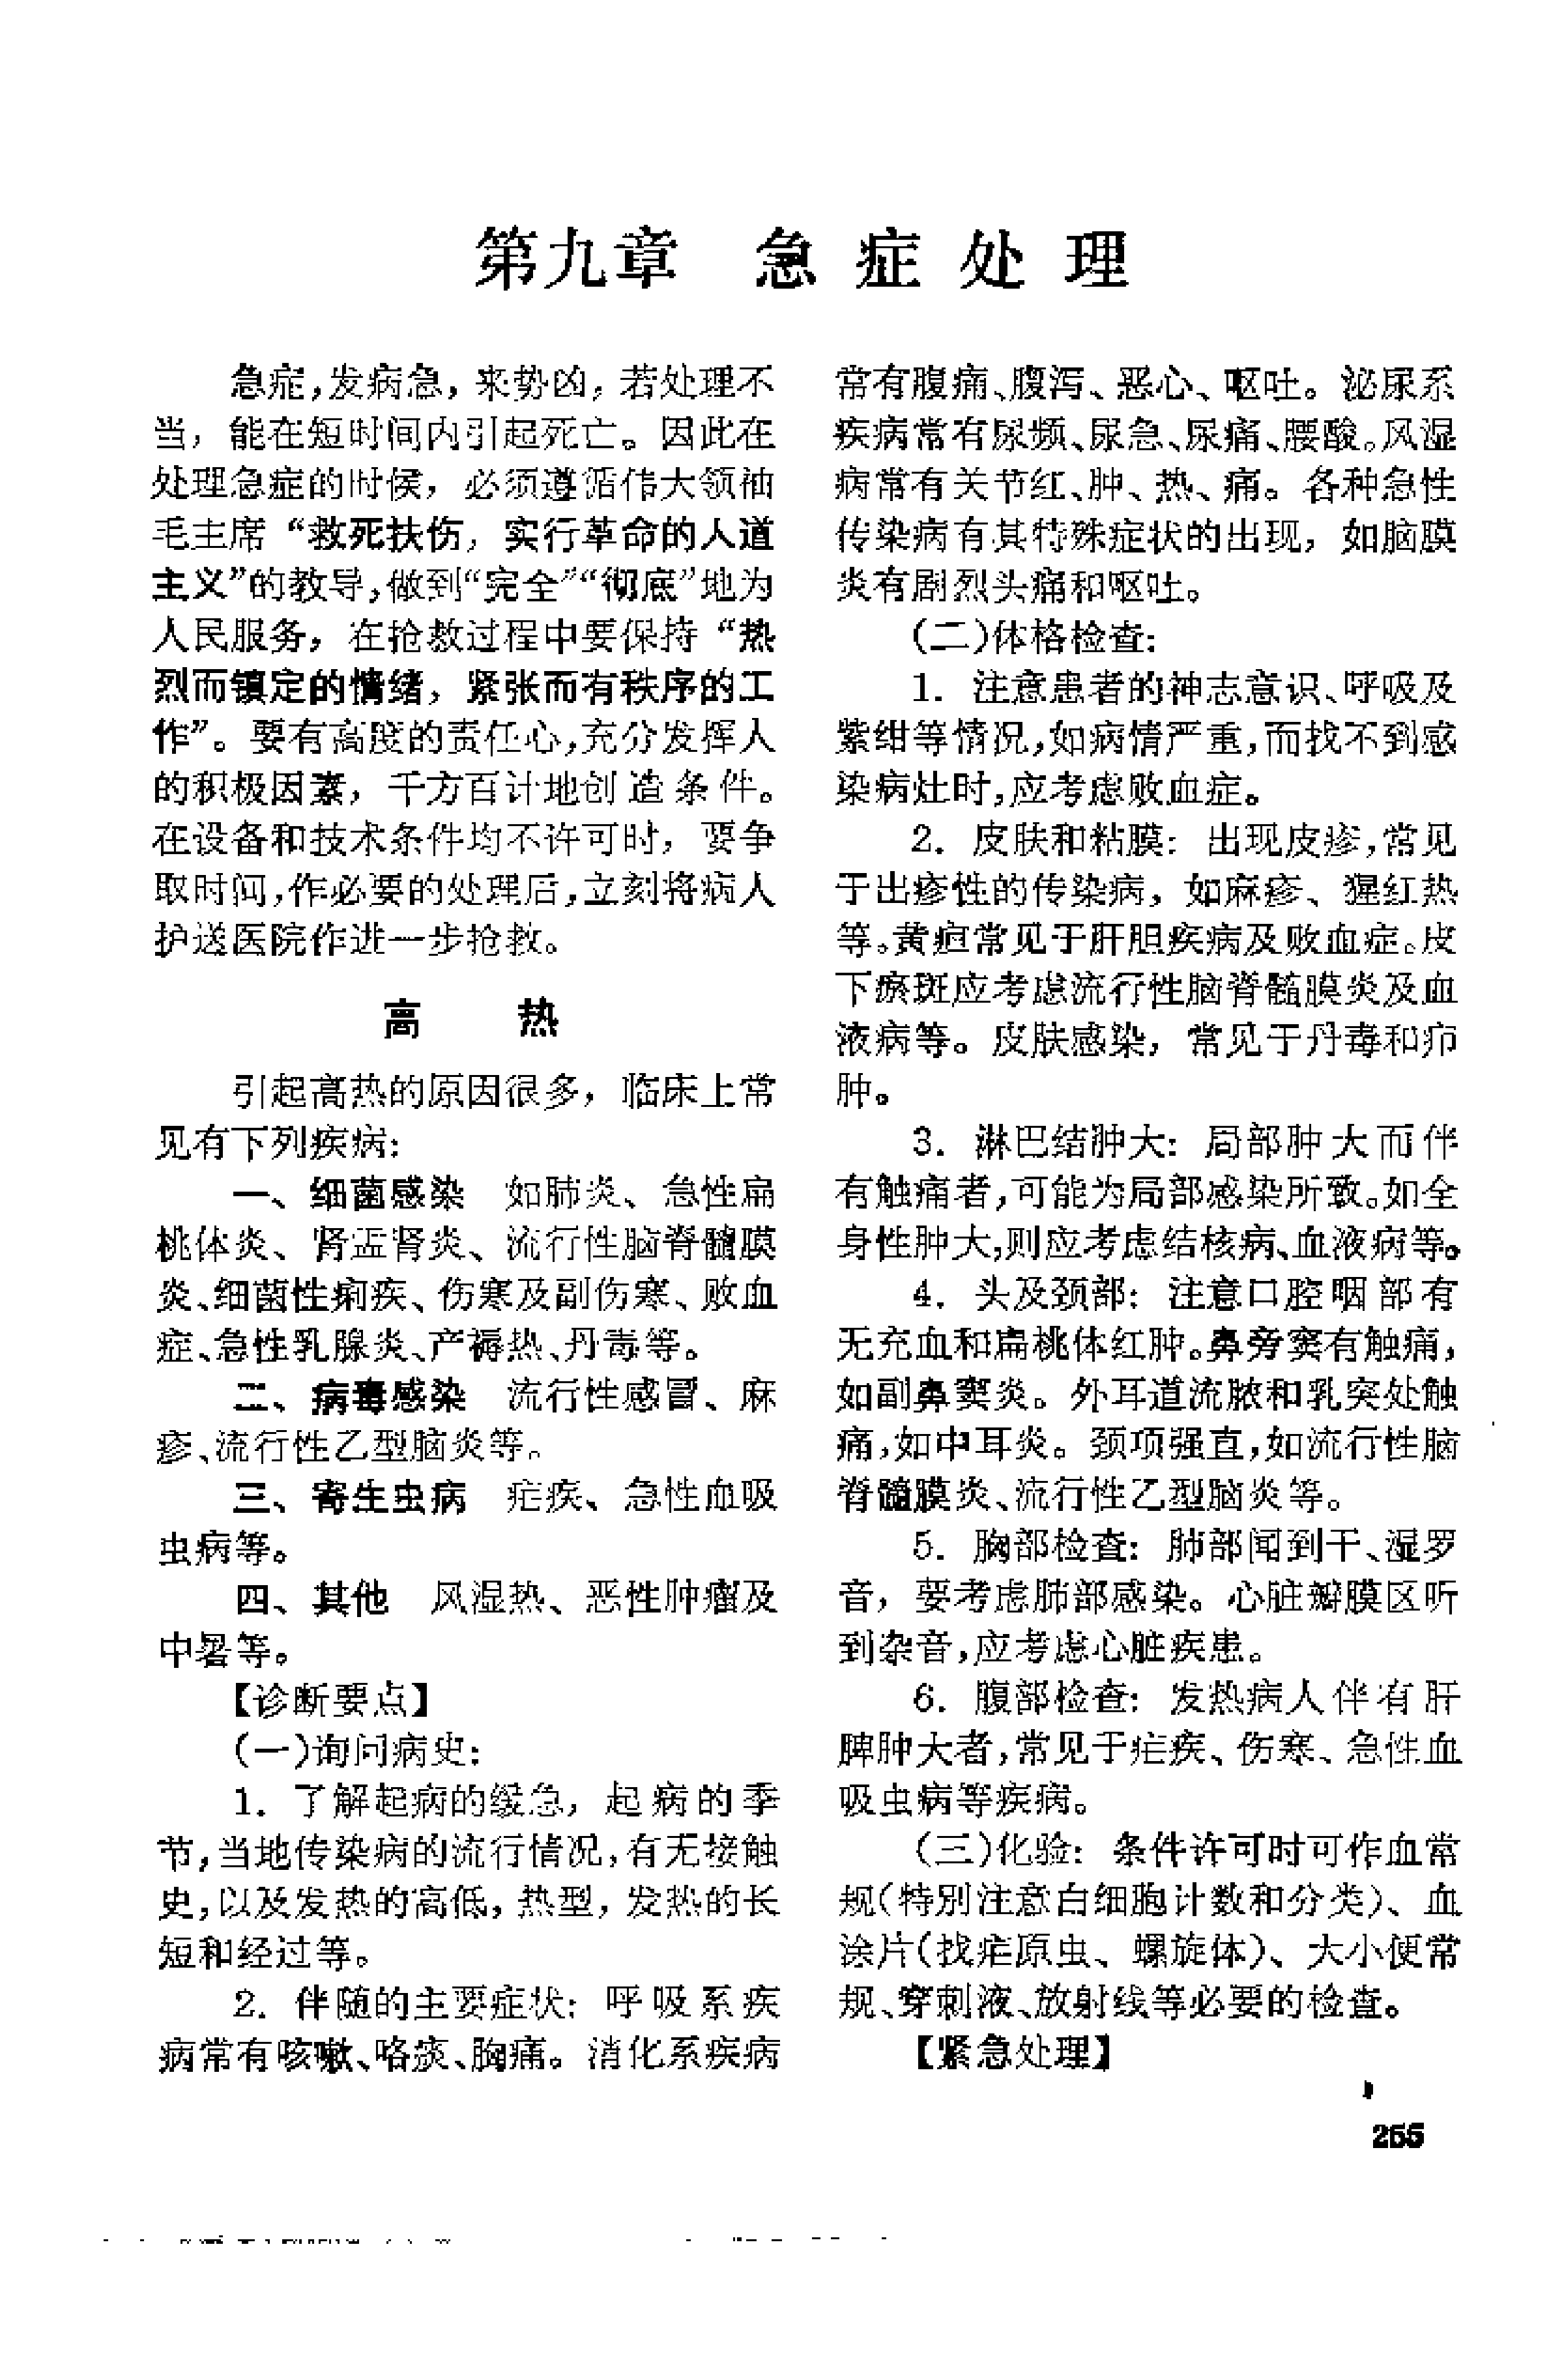 第九章 急症处理
急症,发病急,来势凶,若处理不
当,能在短时间内引起死亡。因此在
处理急症的时候,必须遵循伟大领袖
毛主席“救死扶伤,实行革命的人道
主义”的教导,做到“完全”“彻底”地为
人民服务,在抢救过程中要保持“热
烈而镇定的情绪,紧张而有秩序的工
作”。要有高度的责任心,充分发挥人
的积极因素,千方百计地创造条件。
在设备和技术条件均不许可时,要争
取时间,作必要的处理后,立刻将病人
护送医院作进一步抢救。
高 热
引起高热的原因很多,临床上常
见有下列疾病:
一、细菌感染 如肺炎、急性扁
桃体炎、肾盂肾炎、流行性脑脊髓膜
炎、细菌性痢疾、伤寒及副伤寒、败血
症、急性乳腺炎、产褥热、丹毒等。
二、病毒感染 流行性感冒、麻
疹、流行性乙型脑炎等。
三、寄生虫病 疟疾、急性血吸
虫病等。
四、其他 风湿热、恶性肿瘤及
中暑等。
【诊断要点】
(一)询问病史:
1. 了解起病的缓急,起病的季
节,当地传染病的流行情况,有无接触
史,以及发热的高低,热型,发热的长
短和经过等。
2. 伴随的主要症状:呼吸系疾
病常有咳嗽、咯痰、胸痛。消化系疾病
常有腹痛、腹泻、恶心、呕吐。泌尿系
疾病常有尿频、尿急、尿痛、腰酸。风湿
病常有关节红、肿、热、痛。各种急性
传染病有其特殊症状的出现,如脑膜
炎有剧烈头痛和呕吐。
(二)体格检查:
1. 注意患者的神志意识、呼吸及
紫绀等情况,如病情严重,而找不到感
染病灶时,应考虑败血症。
2. 皮肤和粘膜:出现皮疹,常见
于出疹性的传染病,如麻疹、猩红热
等。黄疸常见于肝胆疾病及败血症。皮
下瘀斑应考虑流行性脑脊髓膜炎及血
液病等。皮肤感染,常见于丹毒和疖
肿。
3. 淋巴结肿大:局部肿大而伴
有触痛者,可能为局部感染所致。如全
身性肿大,则应考虑结核病、血液病等。
4. 头及颈部:注意口腔咽部有
无充血和扁桃体红肿。鼻旁窦有触痛,
如副鼻窦炎。外耳道流脓和乳突处触
痛,如中耳炎。颈项强直,如流行性脑
脊髓膜炎、流行性乙型脑炎等。
5. 胸部检查:肺部闻到干、湿罗
音,要考虑肺部感染。心脏瓣膜区听
到杂音,应考虑心脏疾患。
6. 腹部检查:发热病人伴有肝
脾肿大者,常见于疟疾、伤寒、急性血
吸虫病等疾病。
(三)化验:条件许可时可作血常
规(特别注意白细胞计数和分类)、血
涂片(找疟原虫、螺旋体)、大小便常
规、穿刺液、放射线等必要的检查。
【紧急处理】
255